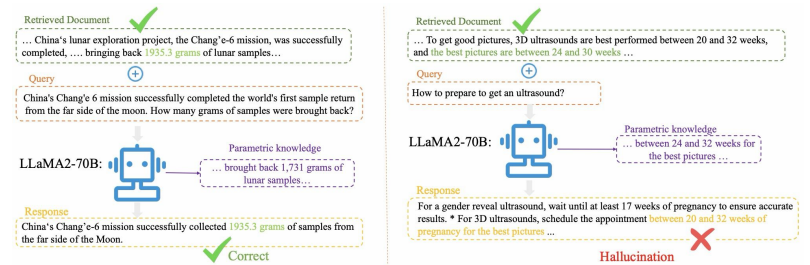 Retrieved Document
… China‘s lunar exploration project, the Chang’e-6 mission, was successfully
completed, …. bringing back 1935.3 grams of lunar samples…
Query
China's Chang'e 6 mission successfully completed the world's first sample return
from the far side of the moon. How many grams of samples were brought back?
LLaMA2-70B:
Parametric knowledge
… brought back 1,731 grams of
lunar samples…
Response
China's Chang’e-6 mission successfully collected 1935.3 grams of samples from
the far side of the Moon.
Correct
Retrieved Document
… To get good pictures, 3D ultrasounds are best performed between 20 and 32 weeks,
and the best pictures are between 24 and 30 weeks …
Query
How to prepare to get an ultrasound?
LLaMA2-70B:
Parametric knowledge
… between 24 and 32 weeks for
the best pictures …
Response
For a gender reveal ultrasound, wait until at least 17 weeks of pregnancy to ensure accurate
results. * For 3D ultrasounds, schedule the appointment between 20 and 32 weeks of
pregnancy for the best pictures ...
Hallucination